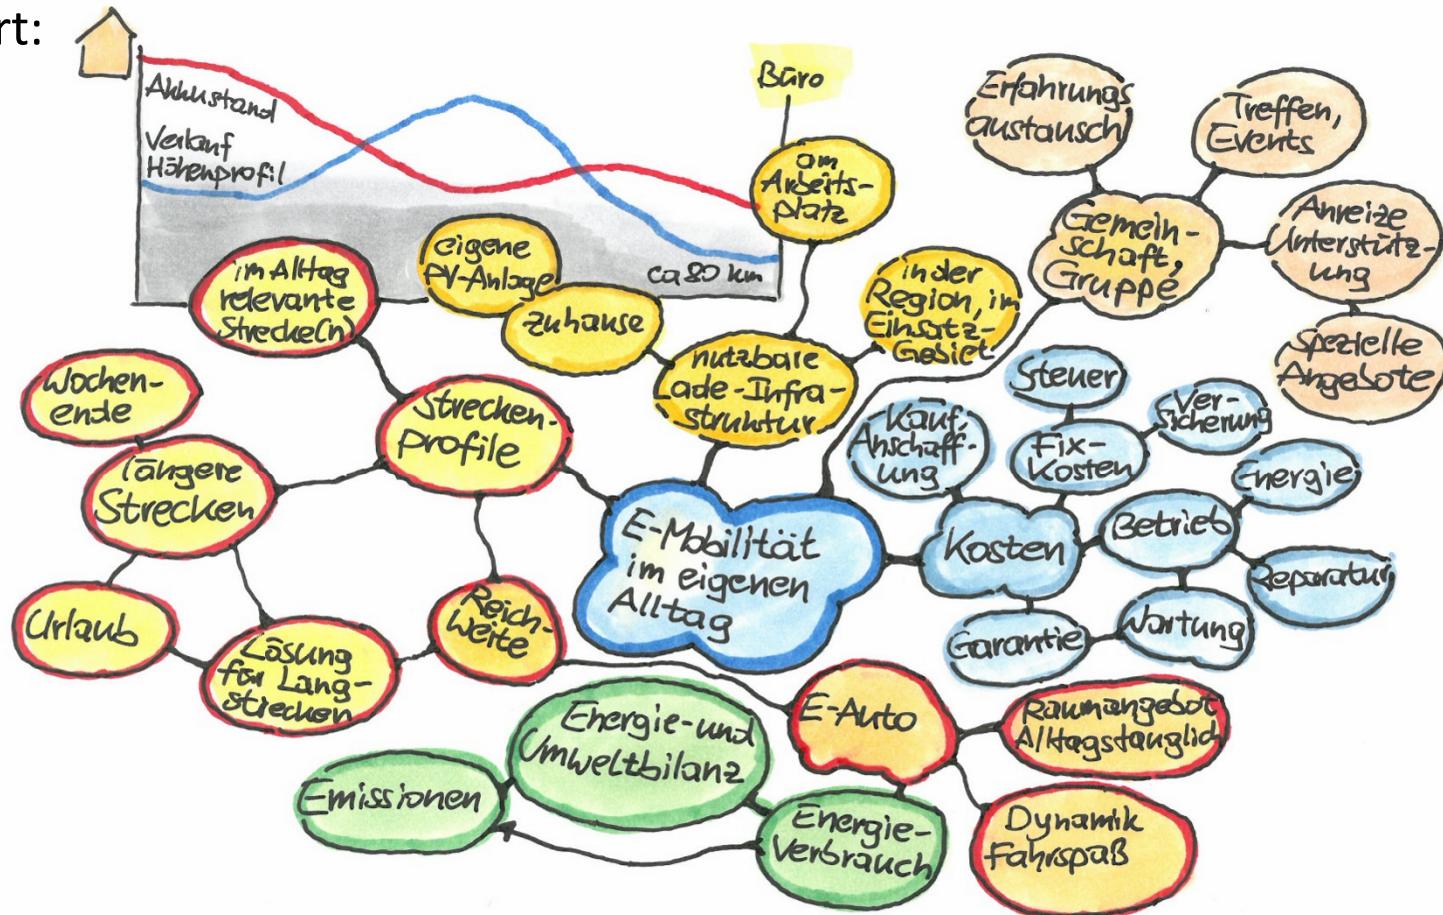 rt:
Akkustand
Verlauf
Höhenprofil
ca 80 km
Büro
am
Arbeits-
platz
Erfahrungs
austausch
Treffen,
Events
Gemein-
schaft,
Gruppe
Anreize
Unterstütz-
ung
Spezielle
Angebote
im Alltag
relevante
Strecke(n)
eigene
PV-Anlage
zuhause
in der
Region, im
Einsatz-
Gebiet
nutzbare
Lade-Infra-
struktur
Wochen-
ende
längere
Strecken
Strecken-
profile
Urlaub
Lösung
für Lang-
strecken
Reich-
weite
E-Mobilität
im eigenen
Alltag
Kauf,
Anschaff-
ung
Steuer
Fix-
Kosten
Ver-
sicherung
Kosten
Betrieb
Energie
Reparatur
Wartung
Garantie
E-Auto
Raumangebot
Alltagstauglich
Dynamik
Fahrspaß
Energie-und
Umweltbilanz
Emissionen
Energie-
verbrauch